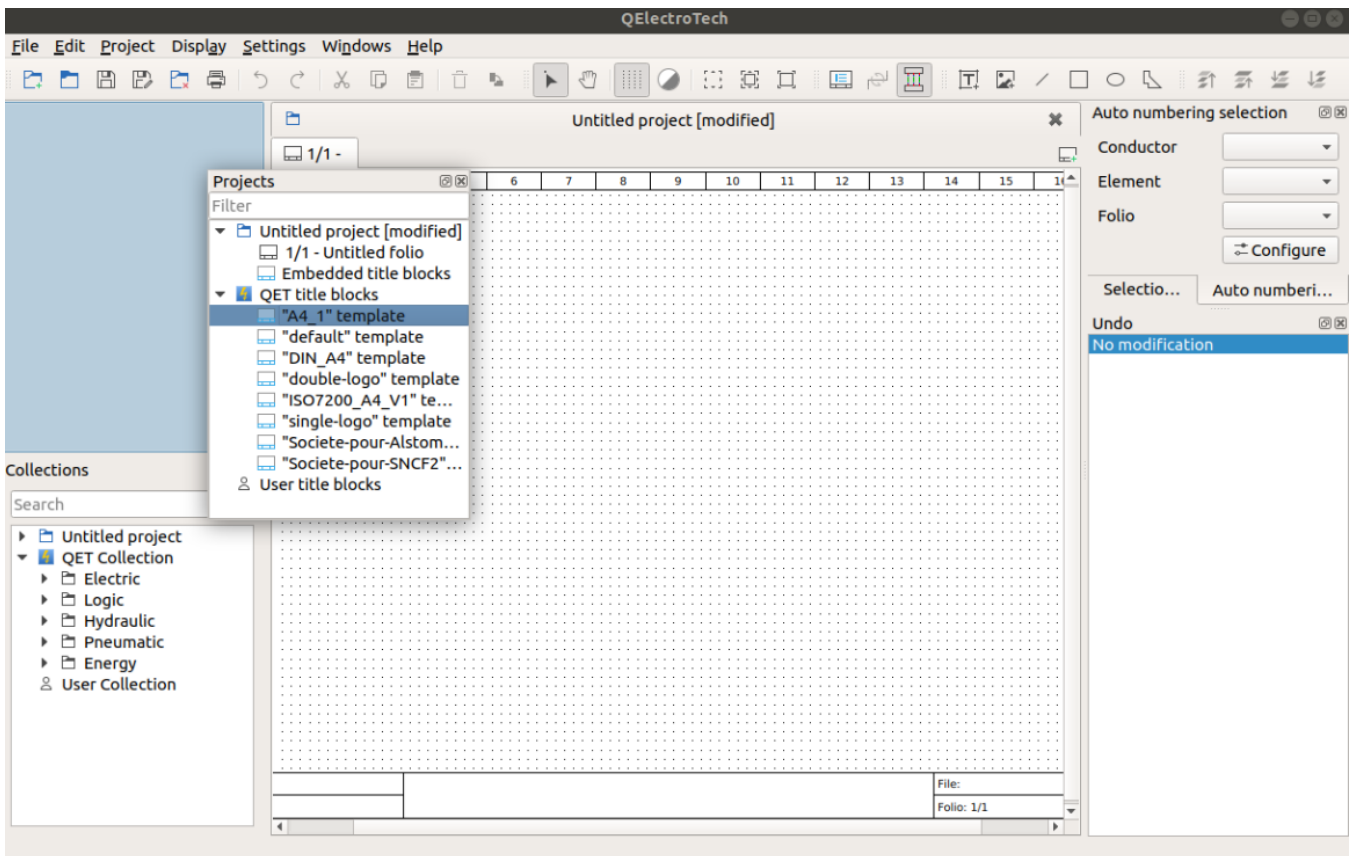 QElectroTech
File Edit Project Display Settings Windows Help
Untitled project [modified]
1/1 -
6 7 8 9 10 11 12 13 14 15
Projects
Filter
Untitled project [modified]
1/1 - Untitled folio
Embedded title blocks
QET title blocks
"A4_1" template
"default" template
"DIN_A4" template
"double-logo" template
"ISO7200_A4_V1" te...
"single-logo" template
"Societe-pour-Alstom...
"Societe-pour-SNCF2"...
User title blocks
Collections
Search
Untitled project
QET Collection
Electric
Logic
Hydraulic
Pneumatic
Energy
User Collection
File:
Folio: 1/1
Auto numbering selection
Conductor
Element
Folio
Configure
Selectio... Auto numberi...
Undo
No modification